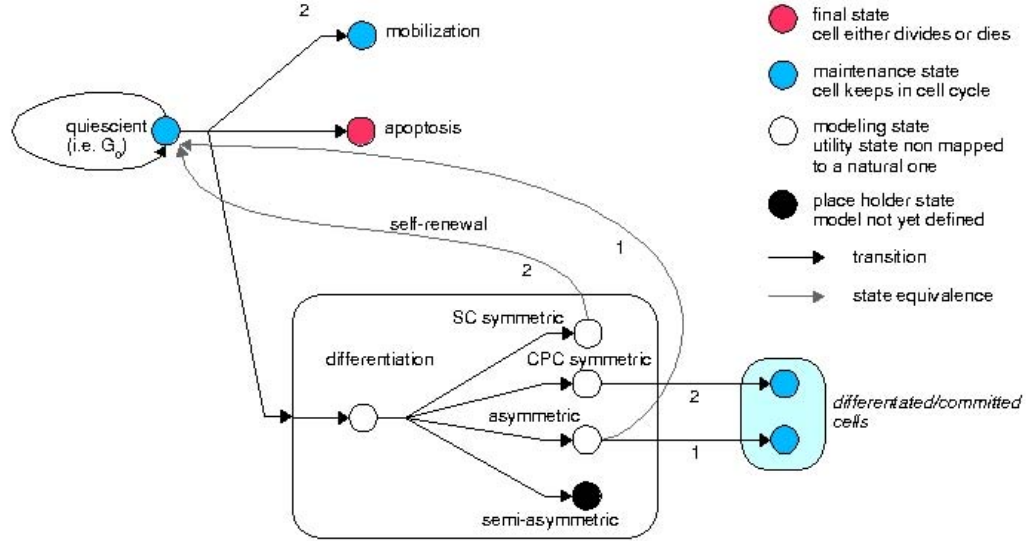 2
mobilization
quiescient
(i.e. G₀)
apoptosis
self-renewal
1
2
SC symmetric
differentiation
CPC symmetric
2
asymmetric
1
semi-asymmetric
differentated/committed
cells
final state
cell either divides or dies
maintenance state
cell keeps in cell cycle
modeling state
utility state non mapped
to a natural one
place holder state
model not yet defined
transition
state equivalence